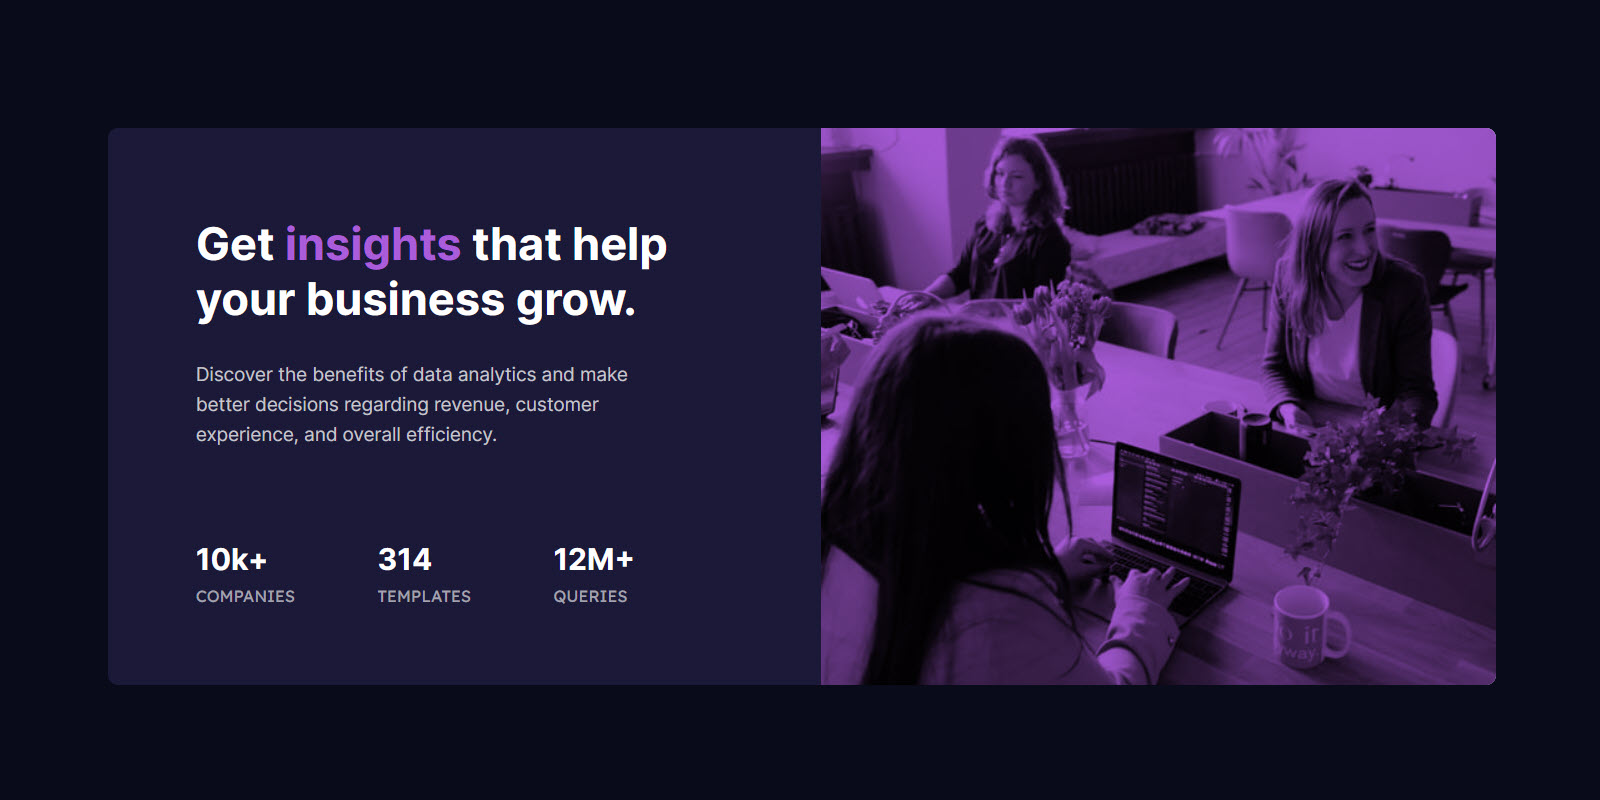 Get insights that help
your business grow.
Discover the benefits of data analytics and make
better decisions regarding revenue, customer
experience, and overall efficiency.
10k+ 314 12M+
COMPANIES TEMPLATES QUERIES